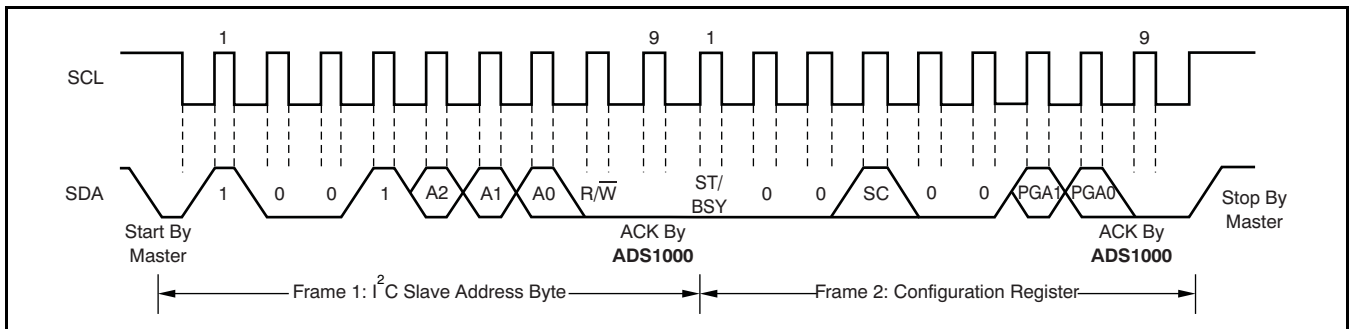 1 9 1 9
SCL
SDA 1 0 0 1 A2 A1 A0 R/W ST/BSY 0 0 SC 0 0 PGA1 PGA0
Start By Master
ACK By ADS1000
ACK By ADS1000
Stop By Master
Frame 1: I2C Slave Address Byte
Frame 2: Configuration Register